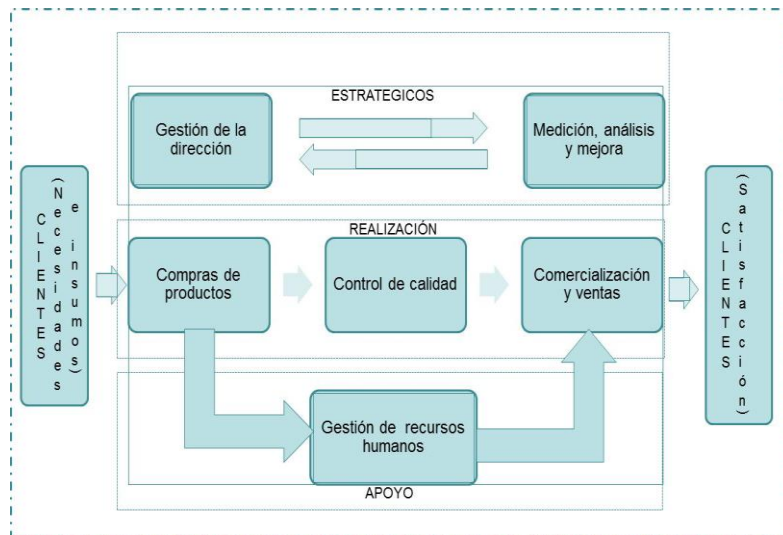 ESTRATEGICOS
Gestión de la
dirección
Medición, análisis
y mejora
CLIENTES
(Necesidades
e insumos)
REALIZACIÓN
Compras de
productos
Control de calidad
Comercialización
y ventas
CLIENTES
(Satisfacción)
Gestión de recursos
humanos
APOYO